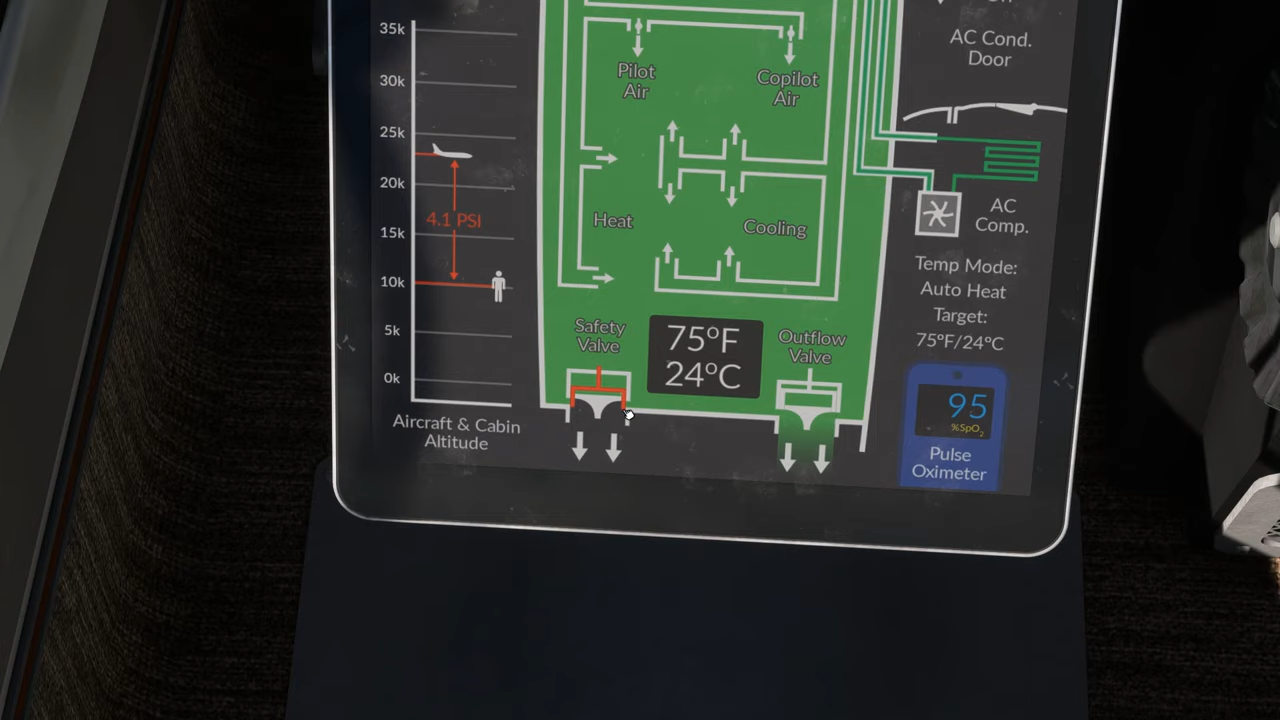 35k
30k
25k
20k
15k
10k
5k
0k
4.1 PSI
Aircraft & Cabin
Altitude
Pilot
Air
Copilot
Air
Heat
Cooling
Safety
Valve
75°F
24°C
Outflow
Valve
AC Cond.
Door
AC
Comp.
Temp Mode:
Auto Heat
Target:
75°F/24°C
95
%SpO₂
Pulse
Oximeter